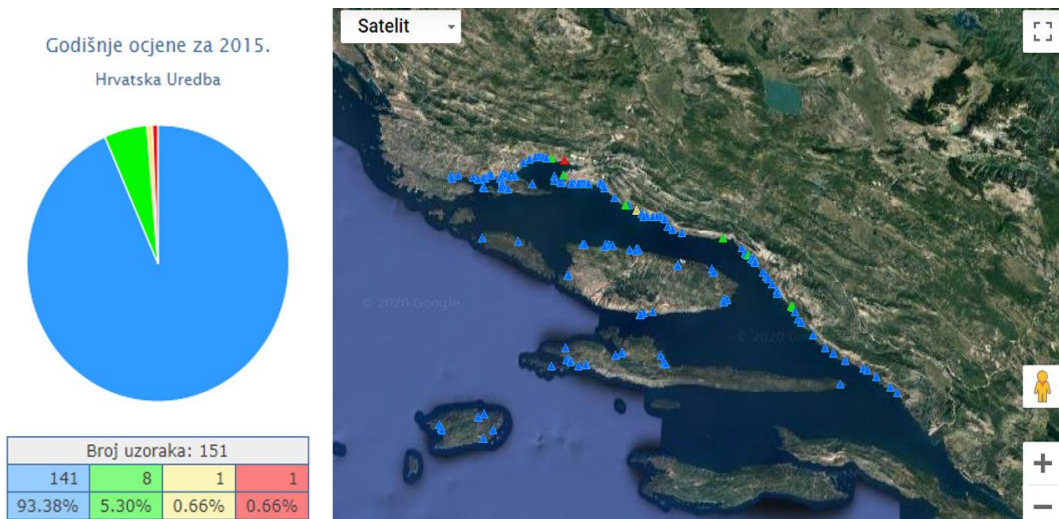 Godišnje ocjene za 2015.
Hrvatska Uredba
Broj uzoraka: 151
141 8 1 1
93.38% 5.30% 0.66% 0.66%
Satelit
© 2020 Google
© 2020 Google